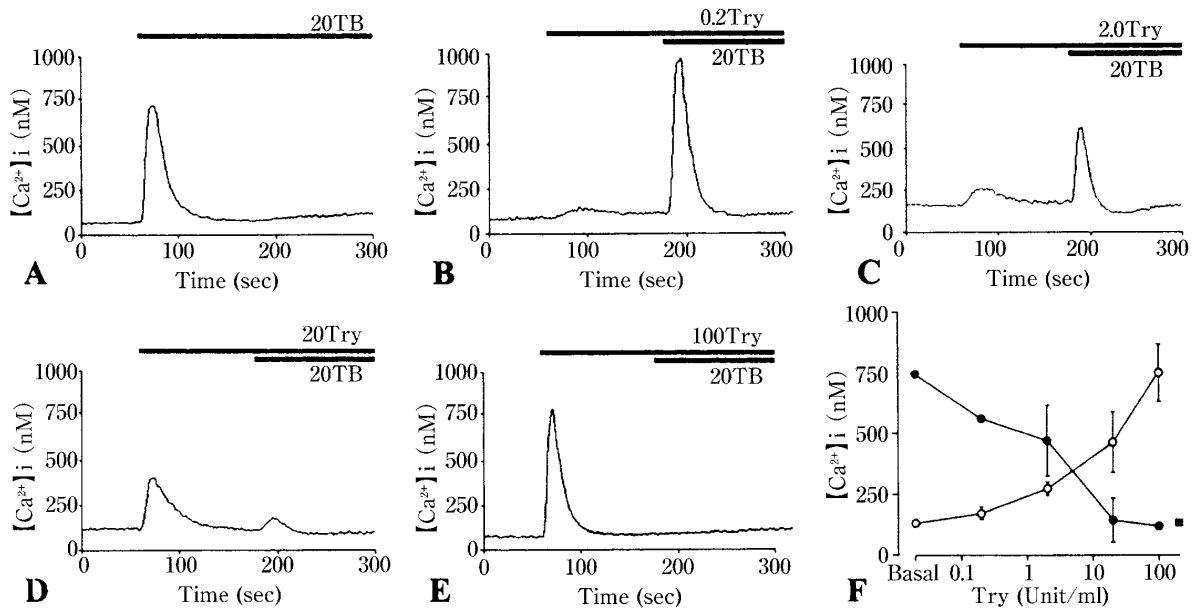 20TB
1000
750
500
250
0
【Ca²⁺】i (nM)
0 100 200 300
Time (sec)
A
0.2Try
20TB
1000
750
500
250
0
【Ca²⁺】i (nM)
0 100 200 300
Time (sec)
B
2.0Try
20TB
1000
750
500
250
0
【Ca²⁺】i (nM)
0 100 200 300
Time (sec)
C
20Try
20TB
1000
750
500
250
0
【Ca²⁺】i (nM)
0 100 200 300
Time (sec)
D
100Try
20TB
1000
750
500
250
0
【Ca²⁺】i (nM)
0 100 200 300
Time (sec)
E
1000
750
500
250
0
【Ca²⁺】i (nM)
Basal 0.1 1 10 100
Try (Unit/ml)
F